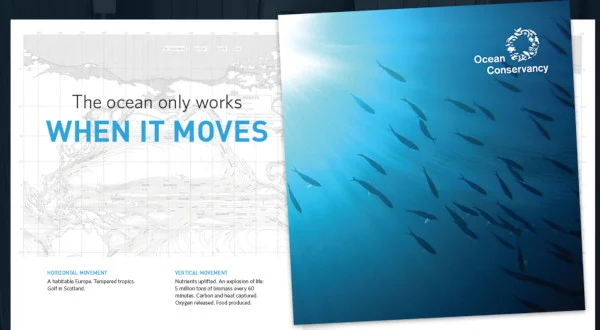 The ocean only works
WHEN IT MOVES
HORIZONTAL MOVEMENT
A habitable Europe. Tempered tropics.
Golf in Scotland.
VERTICAL MOVEMENT
Nutrients uplifted. An explosion of life:
5 million tons of biomass every 60
minutes. Carbon and heat captured.
Oxygen released. Food produced.
Ocean
Conservancy